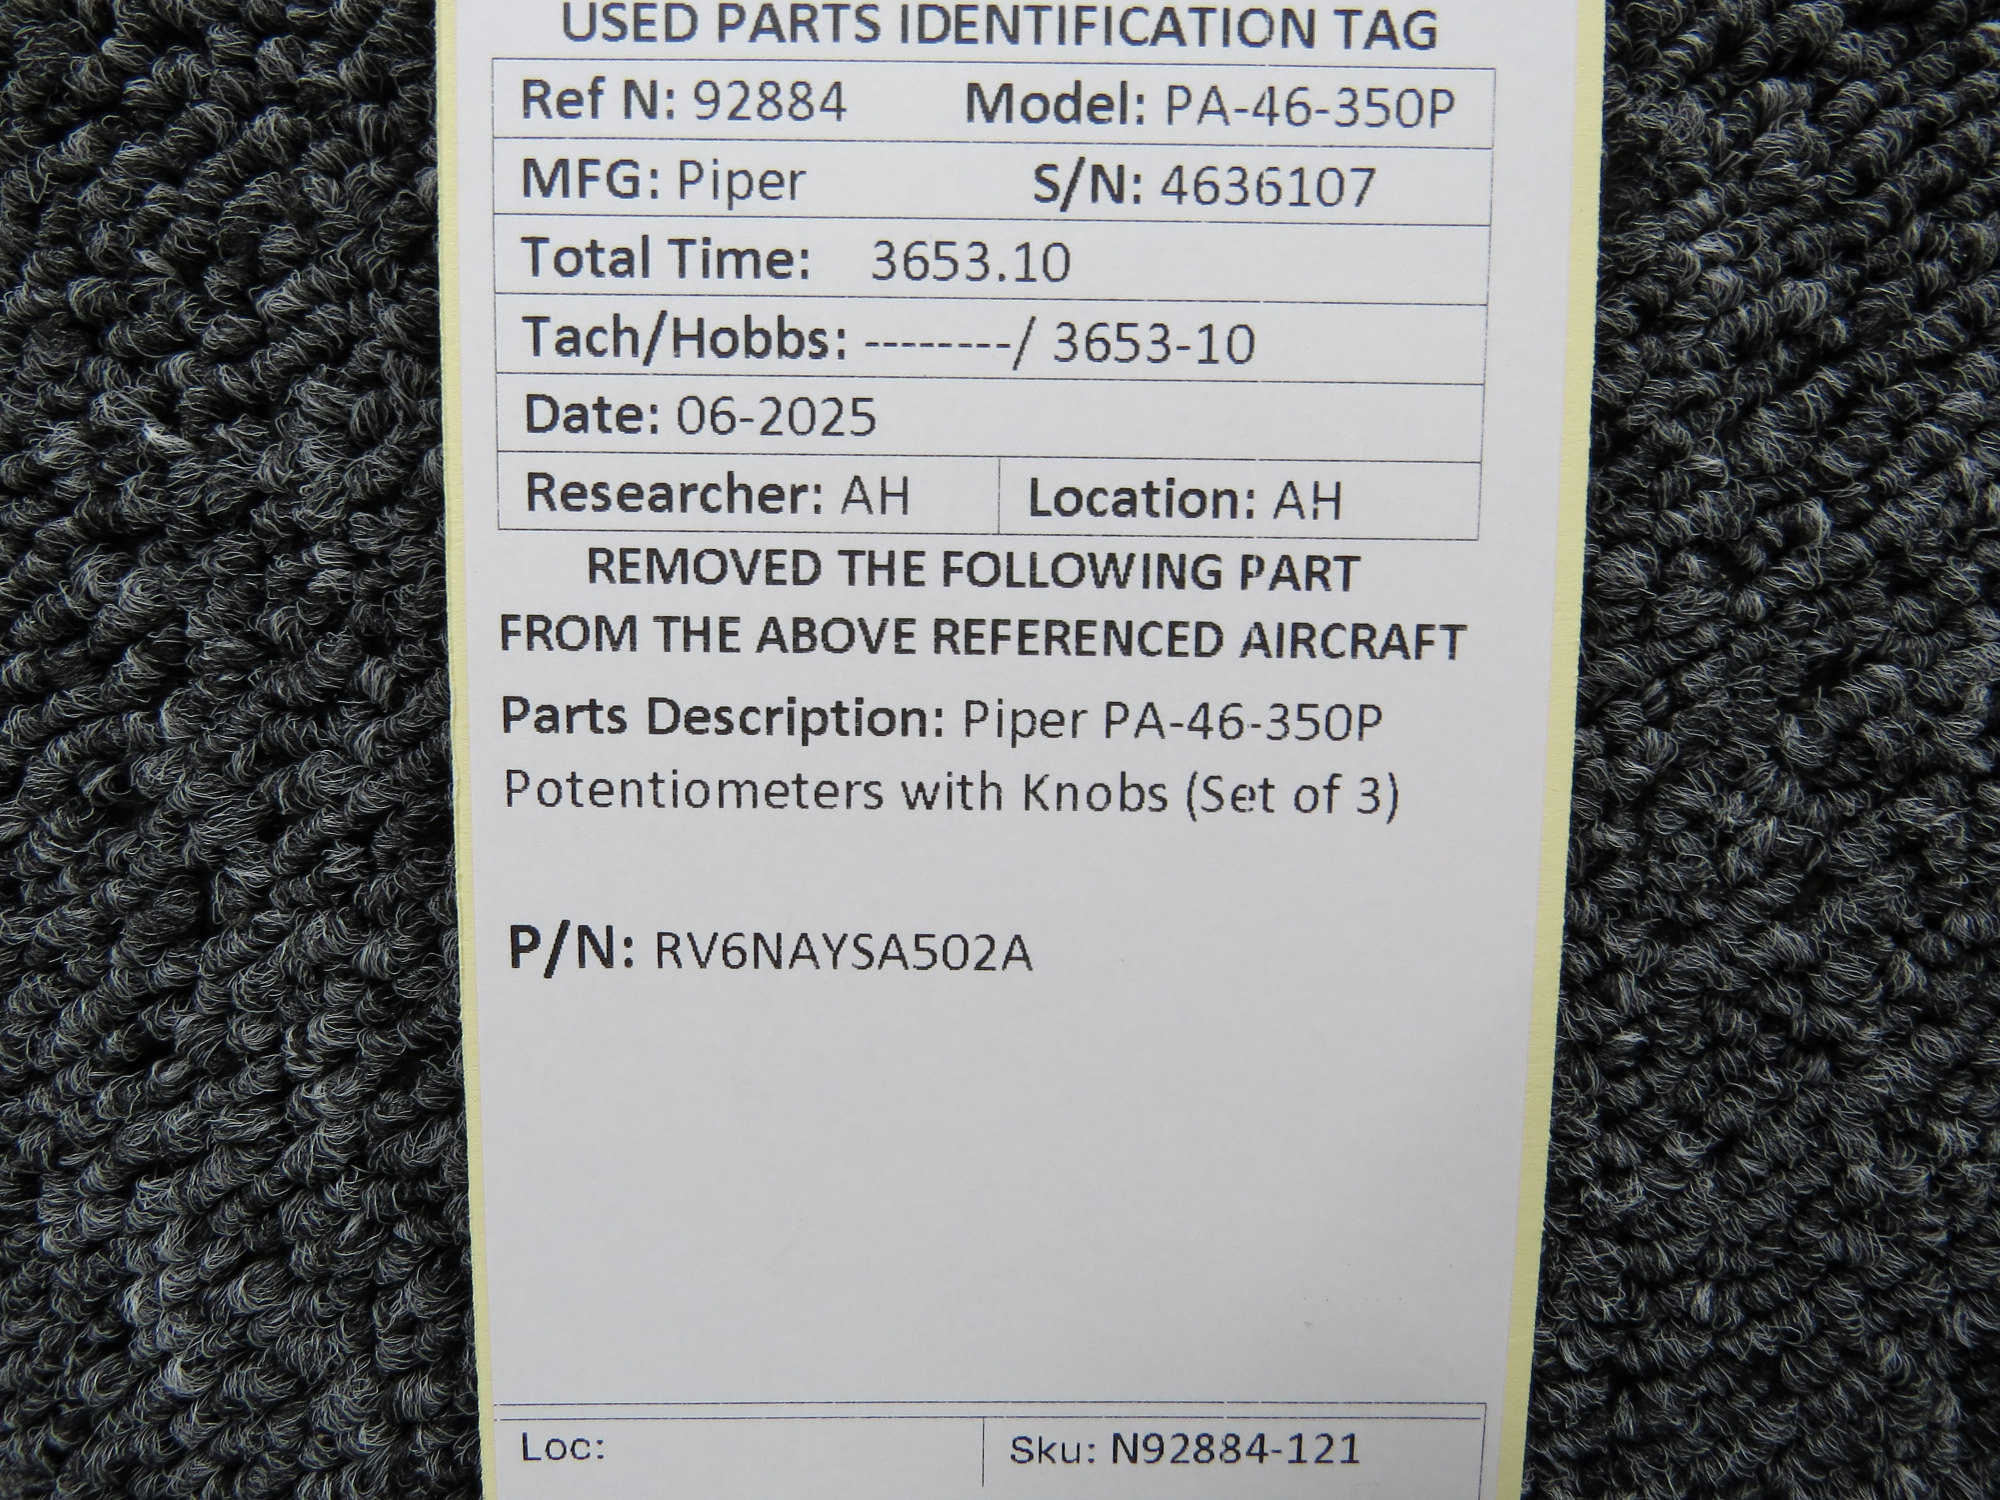 USED PARTS IDENTIFICATION TAG
Ref N: 92884 Model: PA-46-350P
MFG: Piper S/N: 4636107
Total Time: 3653.10
Tach/Hobbs: --------/ 3653-10
Date: 06-2025
Researcher: AH Location: AH
REMOVED THE FOLLOWING PART
FROM THE ABOVE REFERENCED AIRCRAFT
Parts Description: Piper PA-46-350P
Potentiometers with Knobs (Set of 3)
P/N: RV6NAYSA502A
Loc: Sku: N92884-121